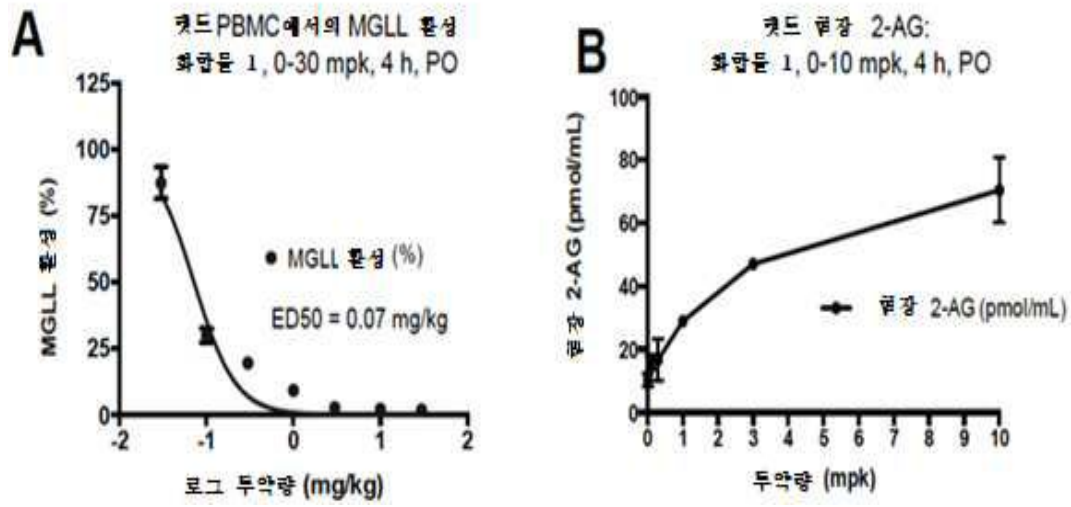 A
랫드 PBMC에서의 MGLL 활성
화합물 1, 0-30 mpk, 4 h, PO
MGLL 활성 (%)
125
100
75
50
25
0
MGLL 활성 (%)
ED50 = 0.07 mg/kg
-2 -1 0 1 2
로그 투약량 (mg/kg)
B
랫드 혈장 2-AG:
화합물 1, 0-10 mpk, 4 h, PO
혈장 2-AG (pmol/mL)
100
80
60
40
20
0
혈장 2-AG (pmol/mL)
0 1 2 3 4 5 6 7 8 9 10
투약량 (mpk)